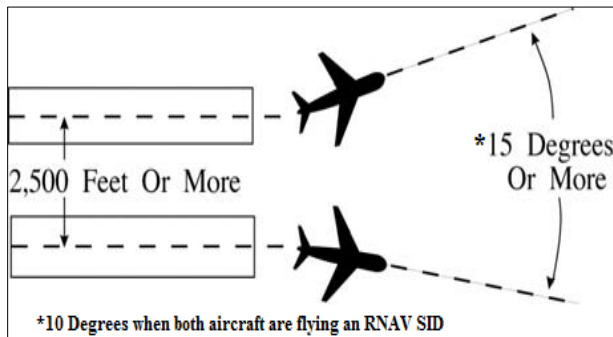 *15 Degrees
Or More
2,500 Feet Or More
*10 Degrees when both aircraft are flying an RNAV SID